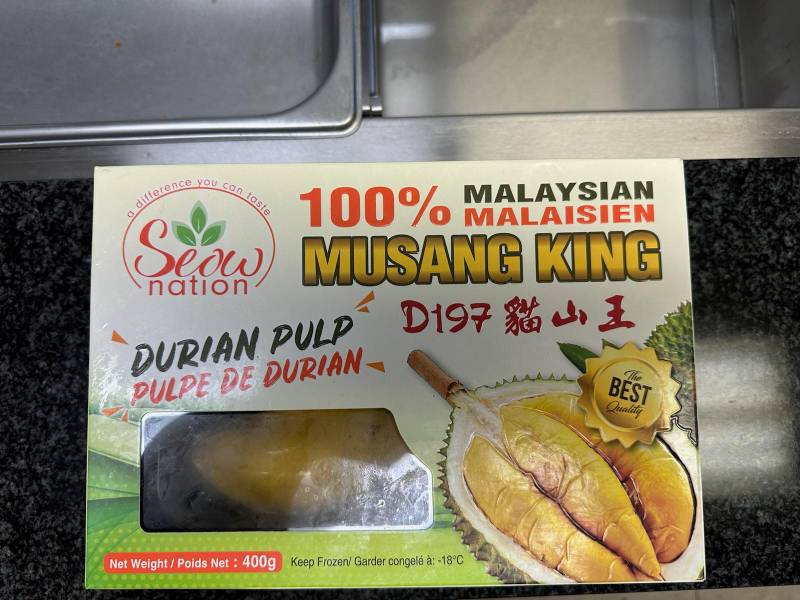 a difference you can taste
Seow
nation
100% MALAYSIAN
MALAISIEN
MUSANG KING
D197 貓山王
DURIAN PULP
PULPE DE DURIAN
The
BEST
Quality
Net Weight / Poids Net : 400g
Keep Frozen/ Garder congelé à: -18°C